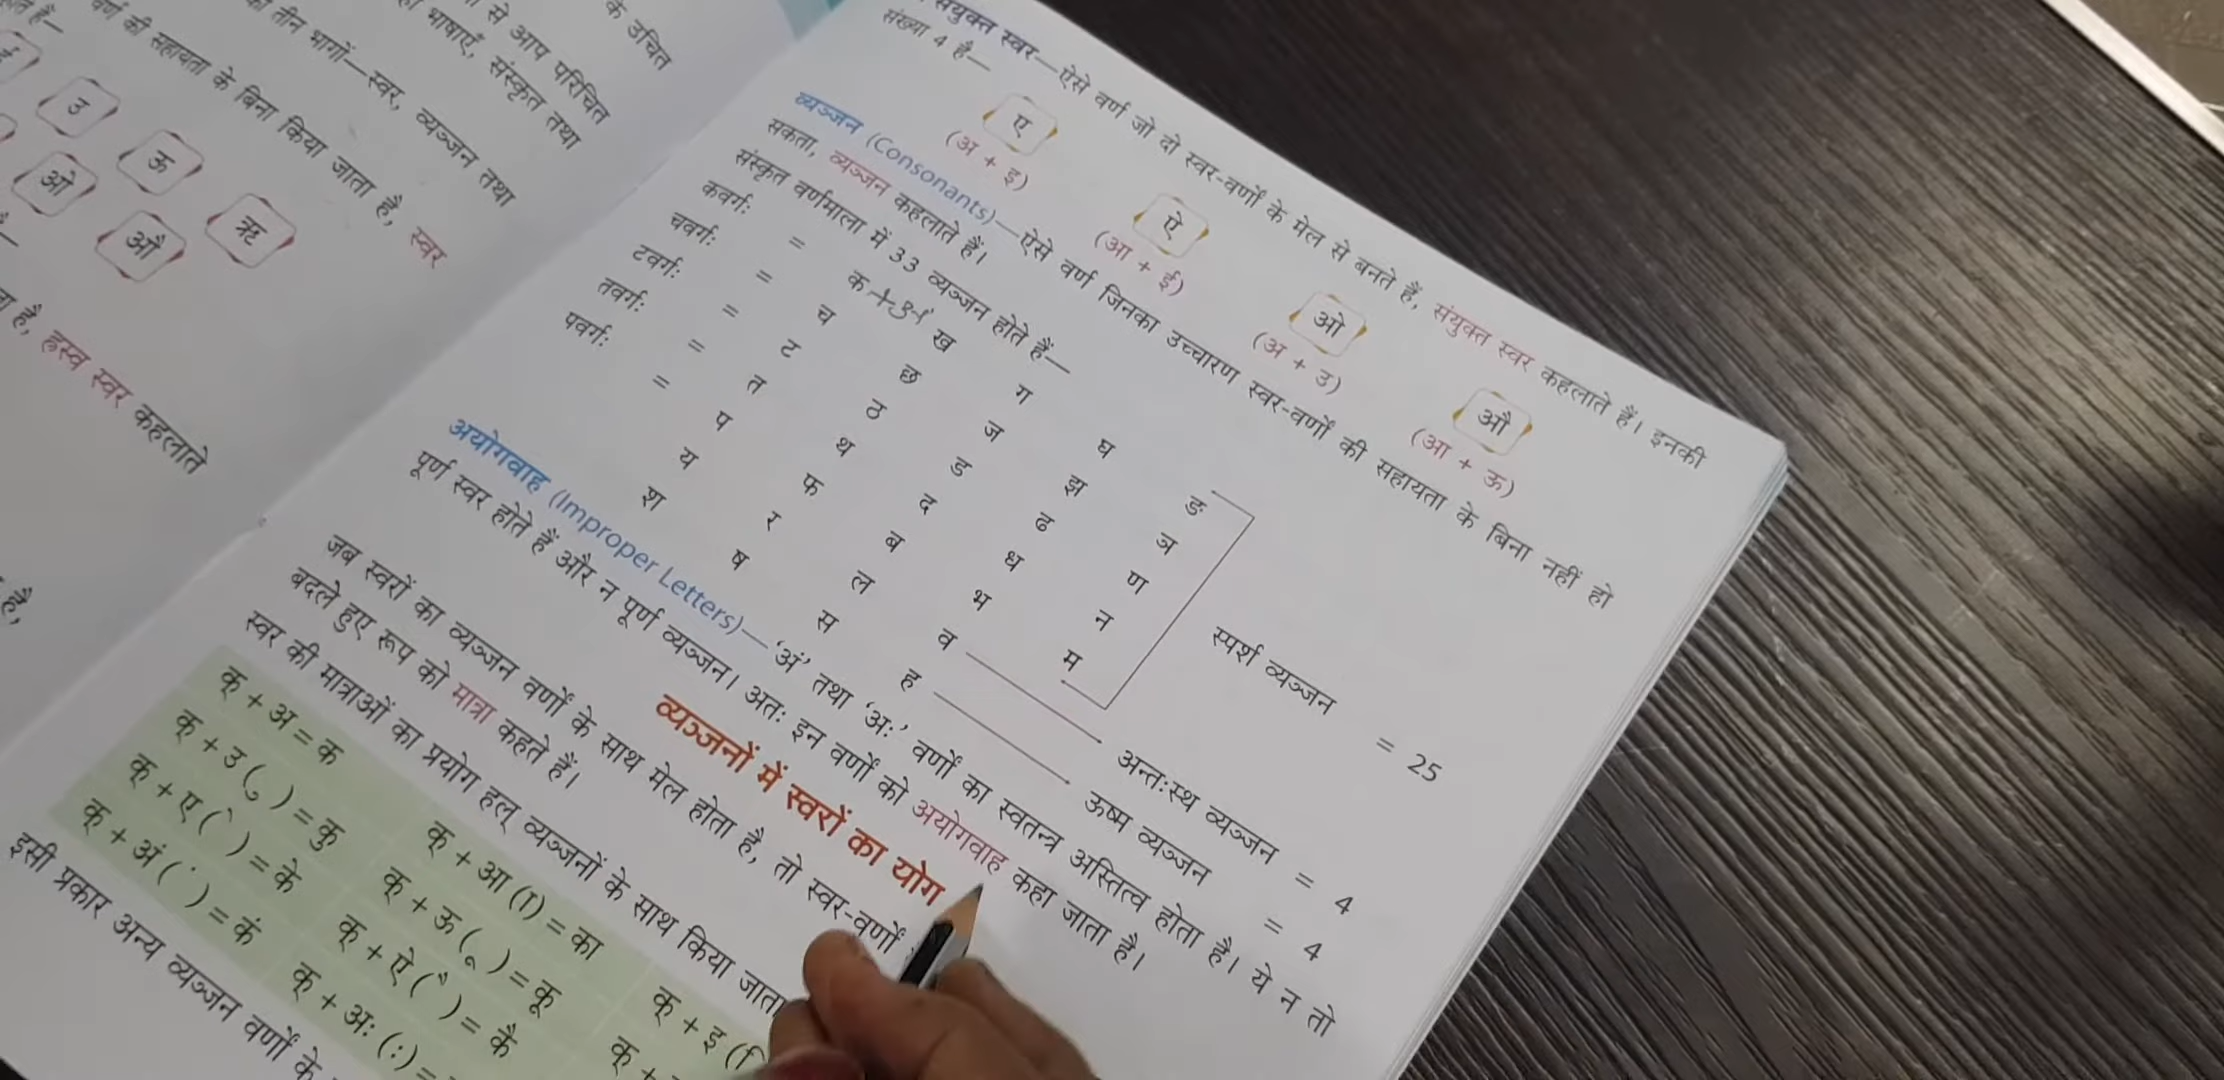 के उचित
से आप परिचित
भाषाएँ, संस्कृत तथा
तीन भागों—स्वर, व्यञ्जन तथा
वर्ण की सहायता के बिना किया जाता है, स्वर
उ ऊ ऋ
ओ औ
है, ह्रस्व स्वर कहलाते
संयुक्त स्वर—ऐसे वर्ण जो दो स्वर-वर्णों के मेल से बनते हैं, संयुक्त स्वर कहलाते हैं। इनकी
संख्या 4 है—
ए ऐ ओ औ
(अ + इ) (आ + ई) (अ + उ) (आ + ऊ)
व्यञ्जन (Consonants)—ऐसे वर्ण जिनका उच्चारण स्वर-वर्णों की सहायता के बिना नहीं हो
सकता, व्यञ्जन कहलाते हैं।
संस्कृत वर्णमाला में 33 व्यञ्जन होते हैं—
कवर्गः = क ख ग घ ङ
चवर्गः = च छ ज झ ञ
टवर्गः = ट ठ ड ढ ण स्पर्श व्यञ्जन = 25
तवर्गः = त थ द ध न
पवर्गः = प फ ब भ म
य र ल व अन्तःस्थ व्यञ्जन = 4
श ष स ह ऊष्म व्यञ्जन = 4
अयोगवाह (Improper Letters)—‘अं’ तथा ‘अः’ वर्णों का स्वतन्त्र अस्तित्व होता है। ये न तो
पूर्ण स्वर होते हैं और न पूर्ण व्यञ्जन। अतः इन वर्णों को अयोगवाह कहा जाता है।
व्यञ्जनों में स्वरों का योग
जब स्वरों का व्यञ्जन वर्णों के साथ मेल होता है, तो स्वर-वर्णों
बदले हुए रूप को मात्रा कहते हैं।
स्वर की मात्राओं का प्रयोग हल् व्यञ्जनों के साथ किया जाता
क् + अ = क क् + आ (ा) = का क् + इ (ि
क् + उ (ु) = कु क् + ऊ (ू) = कू क् +
क् + ए (े) = के क् + ऐ (ै) = कै
क् + अं (ं) = कं क् + अः (ः) =
इसी प्रकार अन्य व्यञ्जन वर्णों के